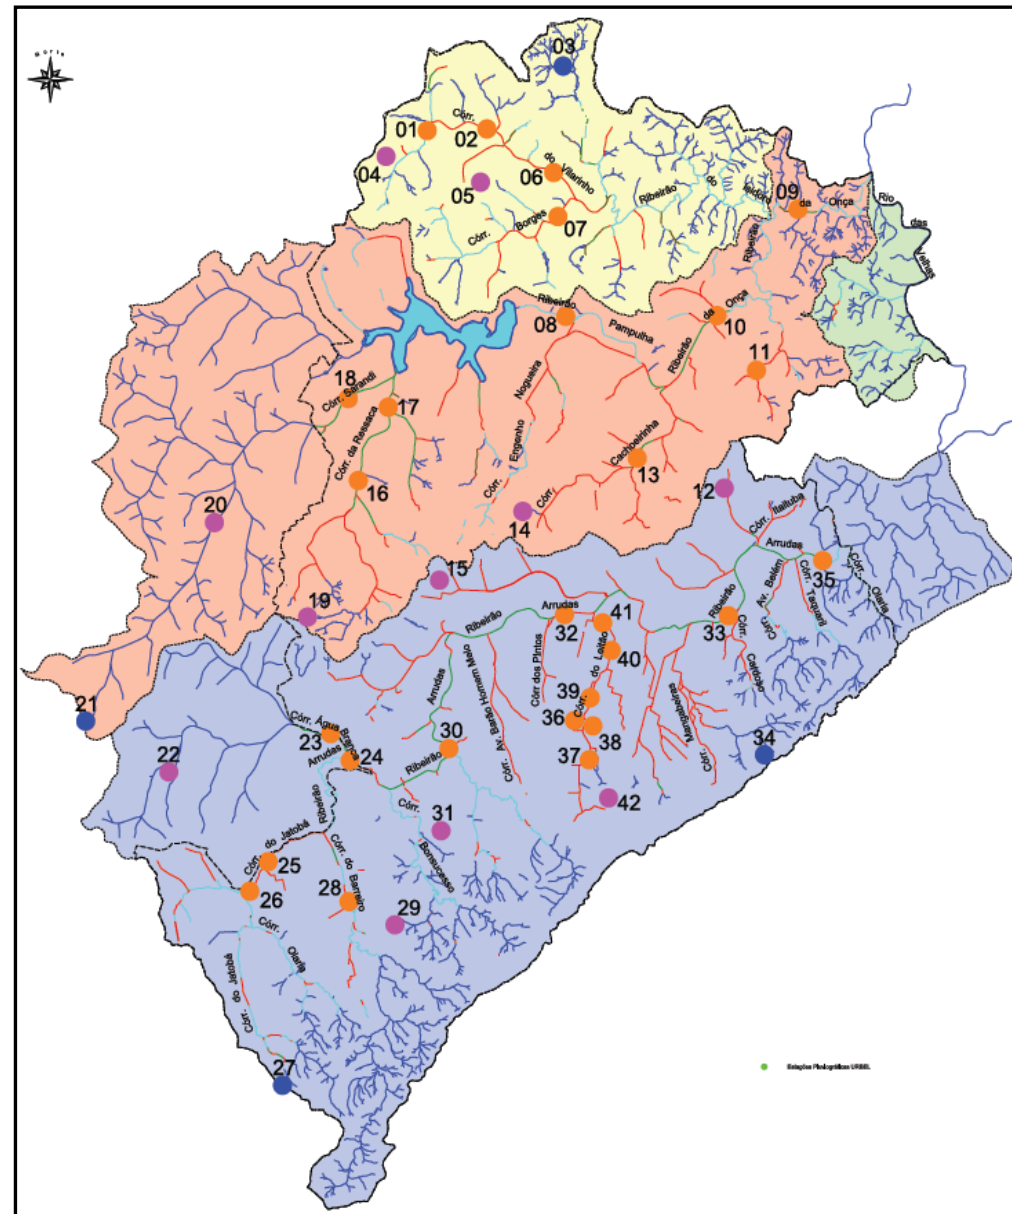 Norte
03
01
Córr.
02
do Vilarinho
04
05
06
07
Córr.
Borges
Ribeirão
do
Isidoro
09
da
Onça
Rio
das
Velhas
Ribeirão
Ribeirão
08
Pampulha
da Onça
10
Ribeirão
11
18
Córr. Sarandi
17
Córr. da Ressaca
16
Nogueira
Engenho
Córr.
Cachoeirinha
13
Córr.
14
12
20
19
15
Córr. Itaituba
Arrudas
35
Córr.
Olaria
Córr. Taquaril
Av. Belém
Córr.
Ribeirão
33
Córr.
Cardoso
Ribeirão
Arrudas
32
41
40
Córr dos Pintos
do Leitão
Córr.
39
36
38
37
42
Mangabeiras
Córr.
34
Arrudas
Córr. Av. Barão Homem Melo
21
22
Córr. Água Branca
23
Arrudas
24
Ribeirão
30
Ribeirão
Córr.
31
Bonsucesso
Córr. do Jatobá
25
26
Córr. do Barreiro
28
29
Córr.
Olaria
Córr. do Jatobá
27
Estações Pluviográficas URBEL